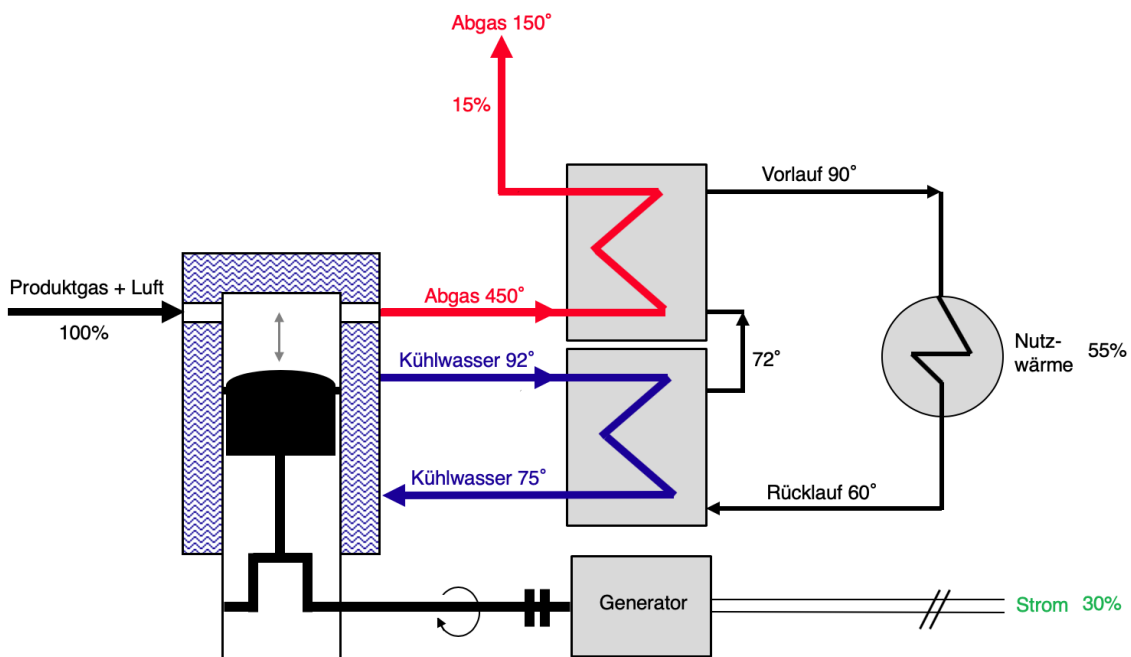 Abgas 150°
15%
Vorlauf 90°
Produktgas + Luft
100%
Abgas 450°
Kühlwasser 92°
72°
Nutz-
wärme 55%
Kühlwasser 75°
Rücklauf 60°
Generator
Strom 30%